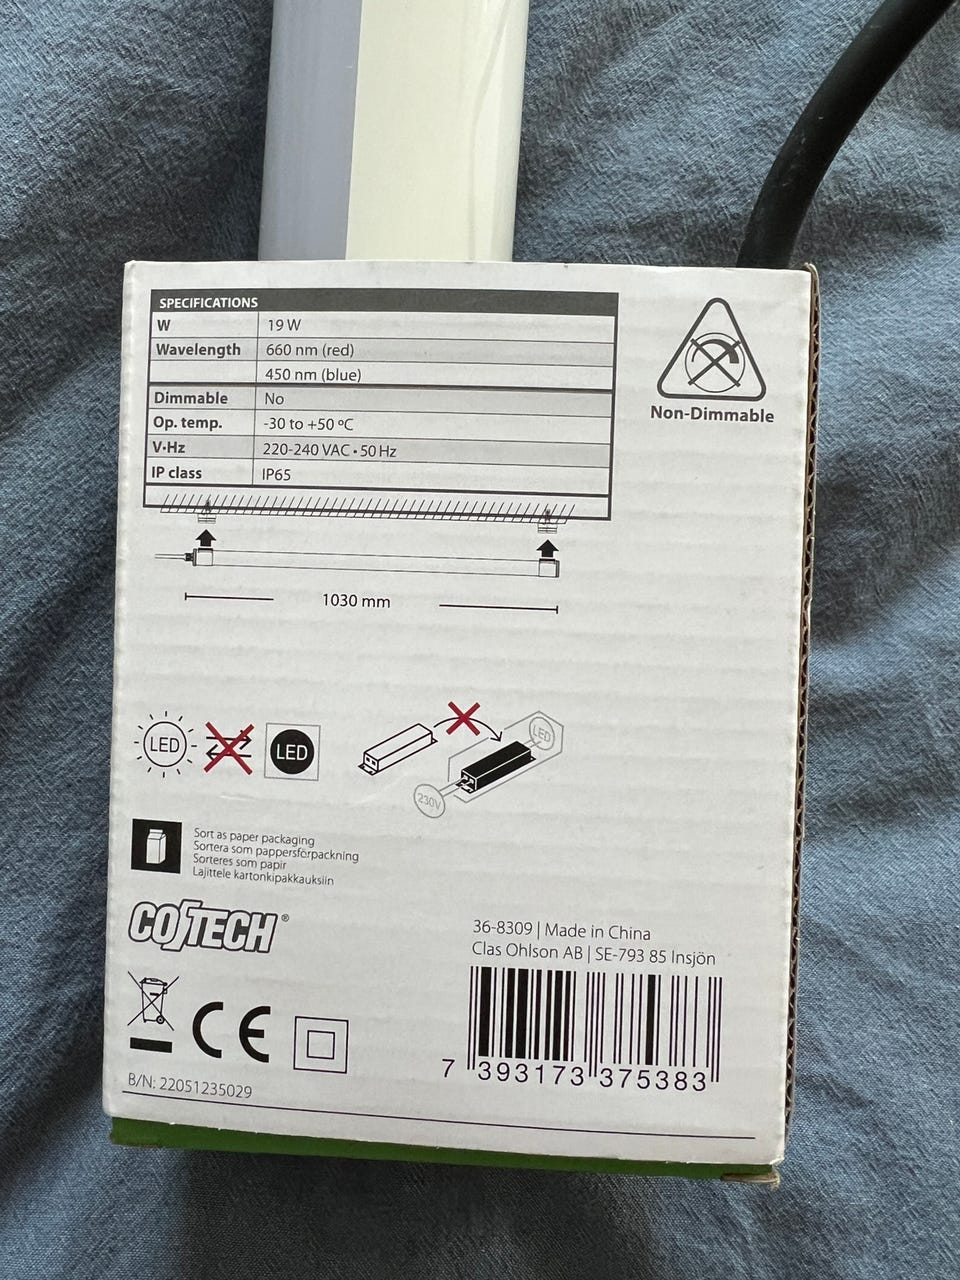 SPECIFICATIONS
W 19 W
Wavelength 660 nm (red)
450 nm (blue)
Dimmable No
Op. temp. -30 to +50 ºC
V•Hz 220-240 VAC • 50 Hz
IP class IP65
Non-Dimmable
1030 mm
LED LED
LED
230V
Sort as paper packaging
Sortera som pappersförpackning
Sorteres som papir
Lajittele kartonkipakkauksiin
COTECH®
36-8309 | Made in China
Clas Ohlson AB | SE-793 85 Insjön
CE
7 393173 375383
B/N: 22051235029